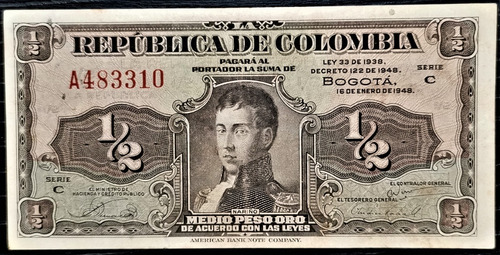 1/2
LA
1/2
REPÚBLICA DE COLOMBIA
PAGARÁ AL
PORTADOR LA SUMA DE
A483310
LEY 33 DE 1938.
DECRETO 122 DE 1948.
SERIE
C
BOGOTÁ,
16 DE ENERO DE 1948.
1/2
1/2
SERIE
C
EL MINISTRO DE
HACIENDA Y CRÉDITO PÚBLICO
EL CONTRALOR GENERAL
EL TESORERO GENERAL
NARIÑO
1/2
MEDIO PESO ORO
DE ACUERDO CON LAS LEYES
1/2
AMERICAN BANK NOTE COMPANY.